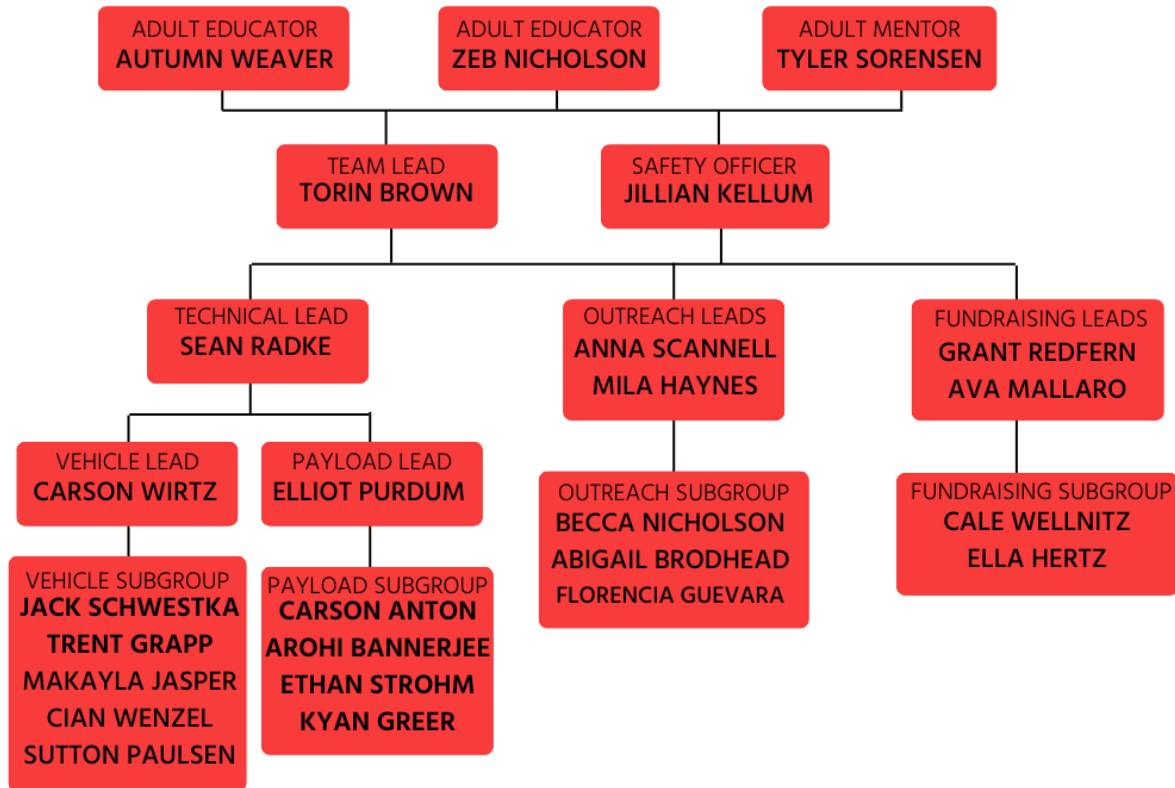 ADULT EDUCATOR
AUTUMN WEAVER
ADULT EDUCATOR
ZEB NICHOLSON
ADULT MENTOR
TYLER SORENSEN
TEAM LEAD
TORIN BROWN
SAFETY OFFICER
JILLIAN KELLUM
TECHNICAL LEAD
SEAN RADKE
OUTREACH LEADS
ANNA SCANNELL
MILA HAYNES
FUNDRAISING LEADS
GRANT REDFERN
AVA MALLARO
VEHICLE LEAD
CARSON WIRTZ
PAYLOAD LEAD
ELLIOT PURDUM
OUTREACH SUBGROUP
BECCA NICHOLSON
ABIGAIL BRODHEAD
FLORENCIA GUEVARA
FUNDRAISING SUBGROUP
CALE WELLNITZ
ELLA HERTZ
VEHICLE SUBGROUP
JACK SCHWESTKA
TRENT GRAPP
MAKAYLA JASPER
CIAN WENZEL
SUTTON PAULSEN
PAYLOAD SUBGROUP
CARSON ANTON
AROHI BANNERJEE
ETHAN STROHM
KYAN GREER